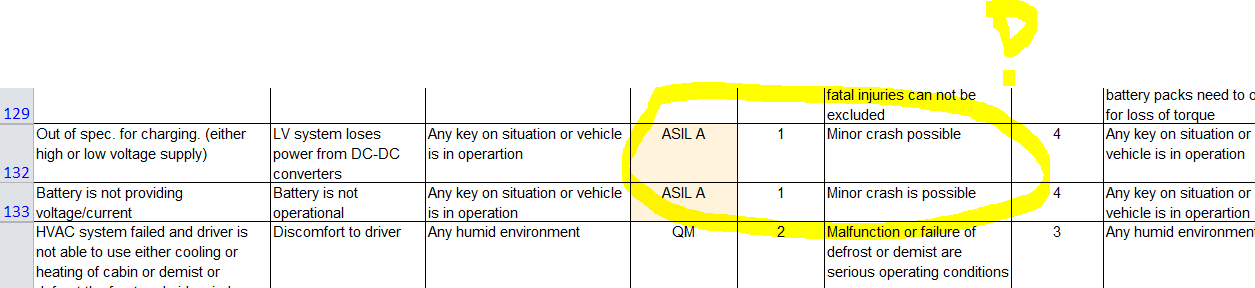 ?
fatal injuries can not be
excluded
battery packs need to
for loss of torque
129
Out of spec. for charging. (either
high or low voltage supply)
LV system loses
power from DC-DC
converters
Any key on situation or vehicle
is in operartion
ASIL A
1
Minor crash possible
4
Any key on situation or
vehicle is in operation
132
Battery is not providing
voltage/current
Battery is not
operational
Any key on situation or vehicle
is in operation
ASIL A
1
Minor crash is possible
4
Any key on situation or
vehicle is in operartion
133
HVAC system failed and driver is
not able to use either cooling or
heating of cabin or demist or
Discomfort to driver
Any humid environment
QM
2
Malfunction or failure of
defrost or demist are
serious operating conditions
3
Any humid environment